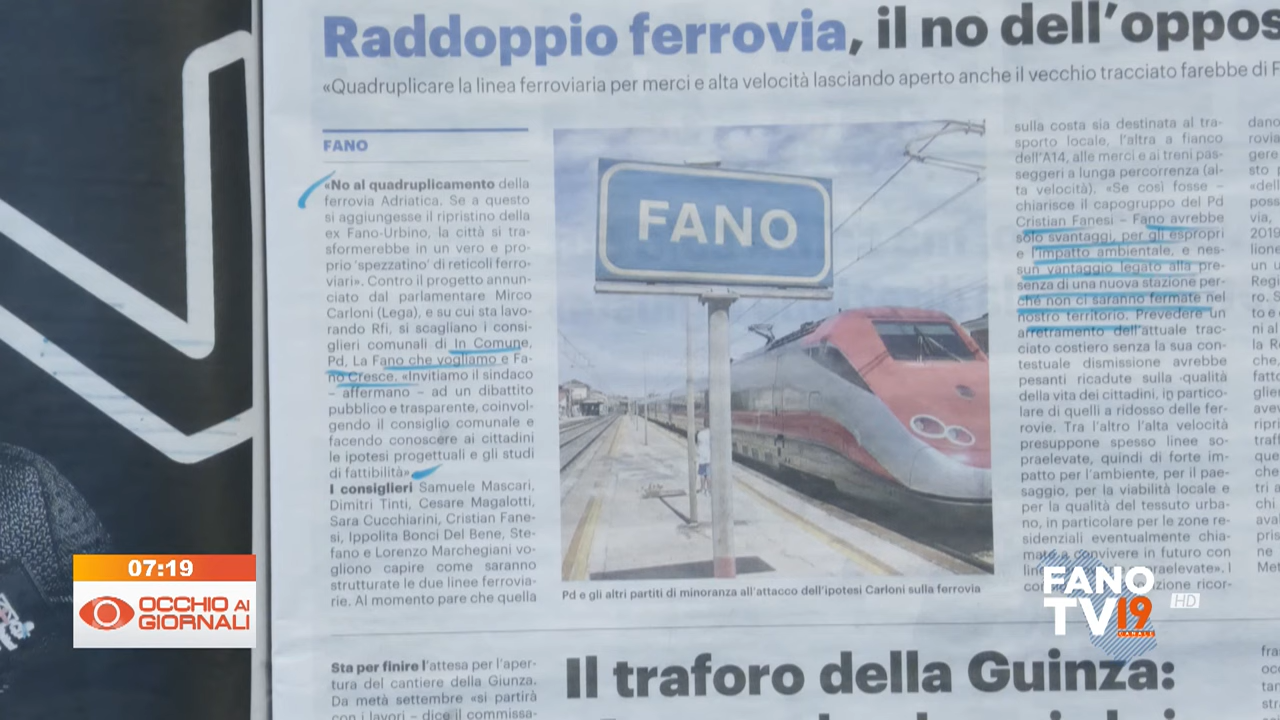 Raddoppio ferrovia, il no dell'oppos
«Quadruplicare la linea ferroviaria per merci e alta velocità lasciando aperto anche il vecchio tracciato farebbe di F
FANO
«No al quadruplicamento della
ferrovia Adriatica. Se a questo
si aggiungesse il ripristino della
ex Fano-Urbino, la città si tra-
sformerebbe in un vero e pro-
prio 'spezzatino' di reticoli ferro-
viari». Contro il progetto annun-
ciato dal parlamentare Mirco
Carloni (Lega), e su cui sta lavo-
rando Rfi, si scagliano i consi-
glieri comunali di In Comune,
Pd, La Fano che vogliamo e Fa-
no Cresce. «Invitiamo il sindaco
– affermano – ad un dibattito
pubblico e trasparente, coinvol-
gendo il consiglio comunale e
facendo conoscere ai cittadini
le ipotesi progettuali e gli studi
di fattibilità».
I consiglieri Samuele Mascari,
Dimitri Tinti, Cesare Magalotti,
Sara Cucchiarini, Cristian Fane-
si, Ippolita Bonci Del Bene, Ste-
fano e Lorenzo Marchegiani vo-
gliono capire come saranno
strutturate le due linee ferrovia-
rie. Al momento pare che quella
FANO
Pd e gli altri partiti di minoranza all'attacco dell'ipotesi Carloni sulla ferrovia
sulla costa sia destinata al tra-
sporto locale, l'altra a fianco
dell'A14, alle merci e ai treni pas-
seggeri a lunga percorrenza (al-
ta velocità). «Se così fosse –
chiarisce il capogruppo del Pd
Cristian Fanesi – Fano avrebbe
solo svantaggi, per gli espropri
e l'impatto ambientale, e nes-
sun vantaggio legato alla pre-
senza di una nuova stazione per-
ché non ci saranno fermate nel
nostro territorio. Prevedere un
arretramento dell'attuale trac-
ciato costiero senza la sua con-
testuale dismissione avrebbe
pesanti ricadute sulla qualità
della vita dei cittadini, in partico-
lare di quelli a ridosso delle fer-
rovie. Tra l'altro l'alta velocità
presuppone spesso linee so-
praelevate, quindi di forte im-
patto per l'ambiente, per il pae-
saggio, per la viabilità locale e
per la qualità del tessuto urba-
no, in particolare per le zone re-
sidenziali eventualmente chia-
mate a convivere in futuro con
praelevate». I
zione ricor-
Sta per finire l'attesa per l'aper-
tura del cantiere della Giunza.
Da metà settembre «si partirà
con i lavori – dice il commissa-
Il traforo della Guinza:
07:19
OCCHIO AI
GIORNALI
FANO
TV19
CANALE
HD